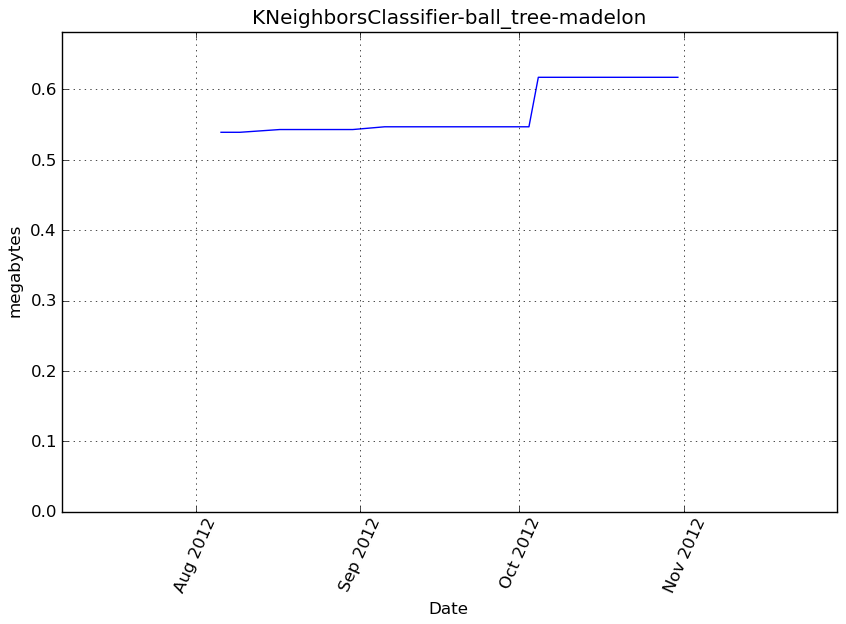 KNeighborsClassifier-ball_tree-madelon
megabytes
0.6
0.5
0.4
0.3
0.2
0.1
0.0
Aug 2012
Sep 2012
Oct 2012
Nov 2012
Date